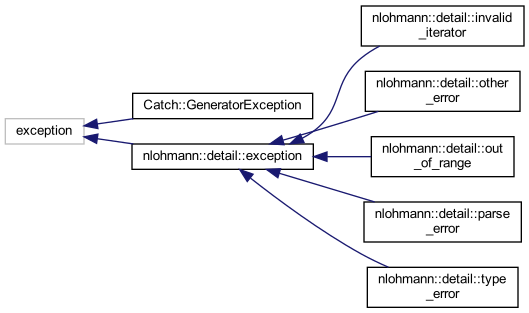 exception
Catch::GeneratorException
nlohmann::detail::exception
nlohmann::detail::invalid
_iterator
nlohmann::detail::other
_error
nlohmann::detail::out
_of_range
nlohmann::detail::parse
_error
nlohmann::detail::type
_error